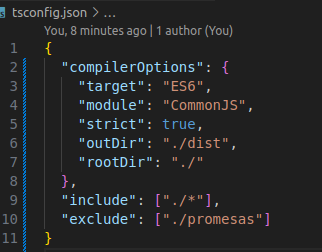 tsconfig.json > ...
You, 8 minutes ago | 1 author (You)
1 {
2 "compilerOptions": {
3 "target": "ES6",
4 "module": "CommonJS",
5 "strict": true,
6 "outDir": "./dist",
7 "rootDir": "./"
8 },
9 "include": ["./*"],
10 "exclude": ["./promesas"]
11 }